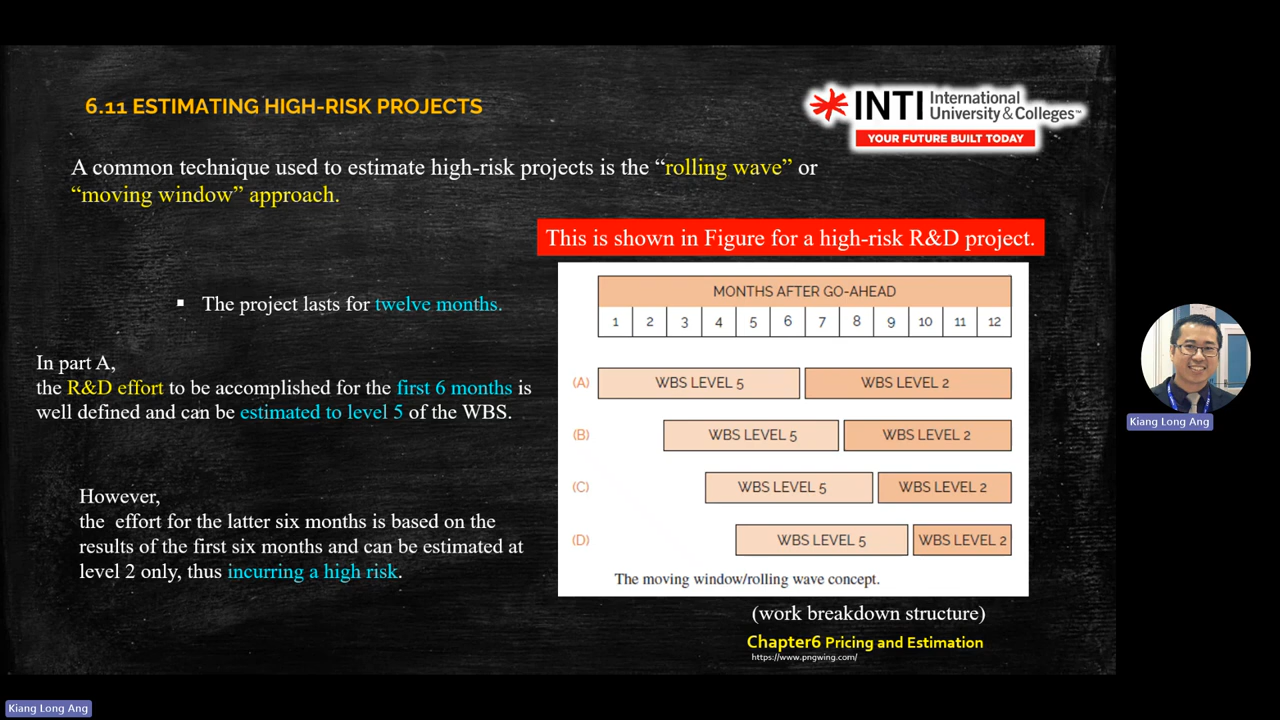 6.11 ESTIMATING HIGH-RISK PROJECTS
INTI International
University & Colleges™
YOUR FUTURE BUILT TODAY
A common technique used to estimate high-risk projects is the “rolling wave” or
“moving window” approach.
This is shown in Figure for a high-risk R&D project.
▪ The project lasts for twelve months.
In part A,
the R&D effort to be accomplished for the first 6 months is
well defined and can be estimated to level 5 of the WBS.
However,
the effort for the latter six months is based on the
results of the first six months and can be estimated at
level 2 only, thus incurring a high risk.
MONTHS AFTER GO-AHEAD
1 2 3 4 5 6 7 8 9 10 11 12
(A) WBS LEVEL 5 WBS LEVEL 2
(B) WBS LEVEL 5 WBS LEVEL 2
(C) WBS LEVEL 5 WBS LEVEL 2
(D) WBS LEVEL 5 WBS LEVEL 2
The moving window/rolling wave concept.
(work breakdown structure)
Chapter6 Pricing and Estimation
https://www.pngwing.com/
Kiang Long Ang
Kiang Long Ang